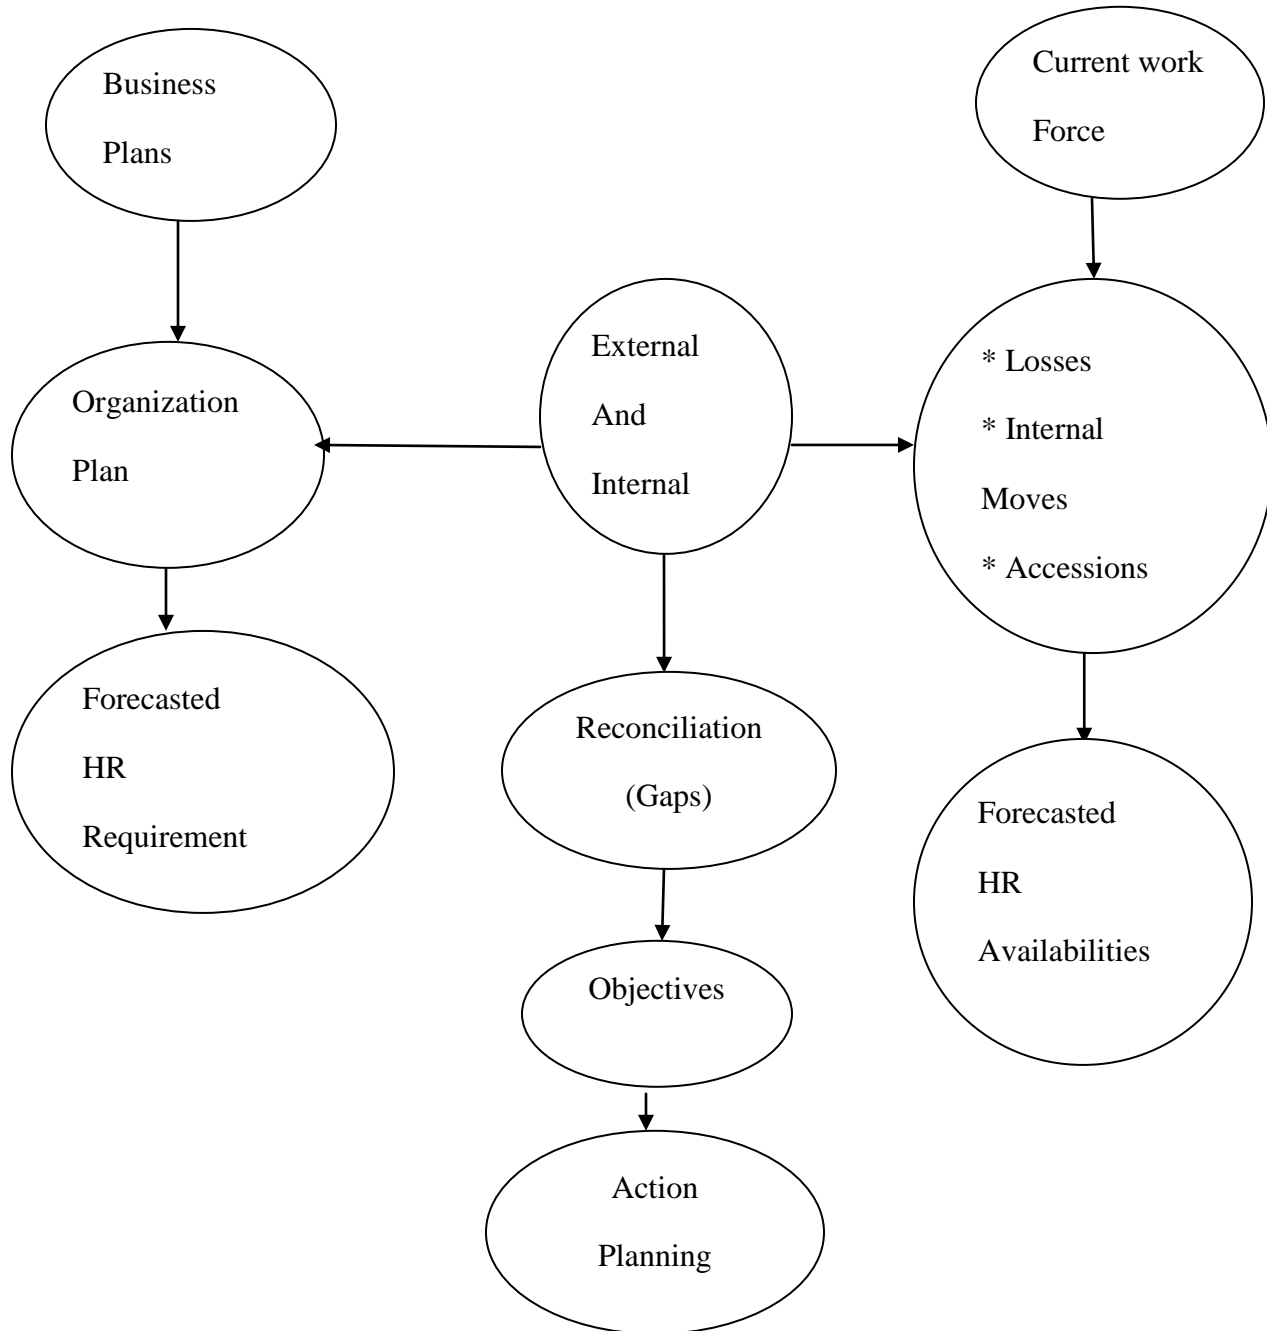 Business
Plans
Current work
Force
External
And
Internal
* Losses
* Internal
Moves
* Accessions
Organization
Plan
Forecasted
HR
Requirement
Reconciliation
(Gaps)
Forecasted
HR
Availabilities
Objectives
Action
Planning